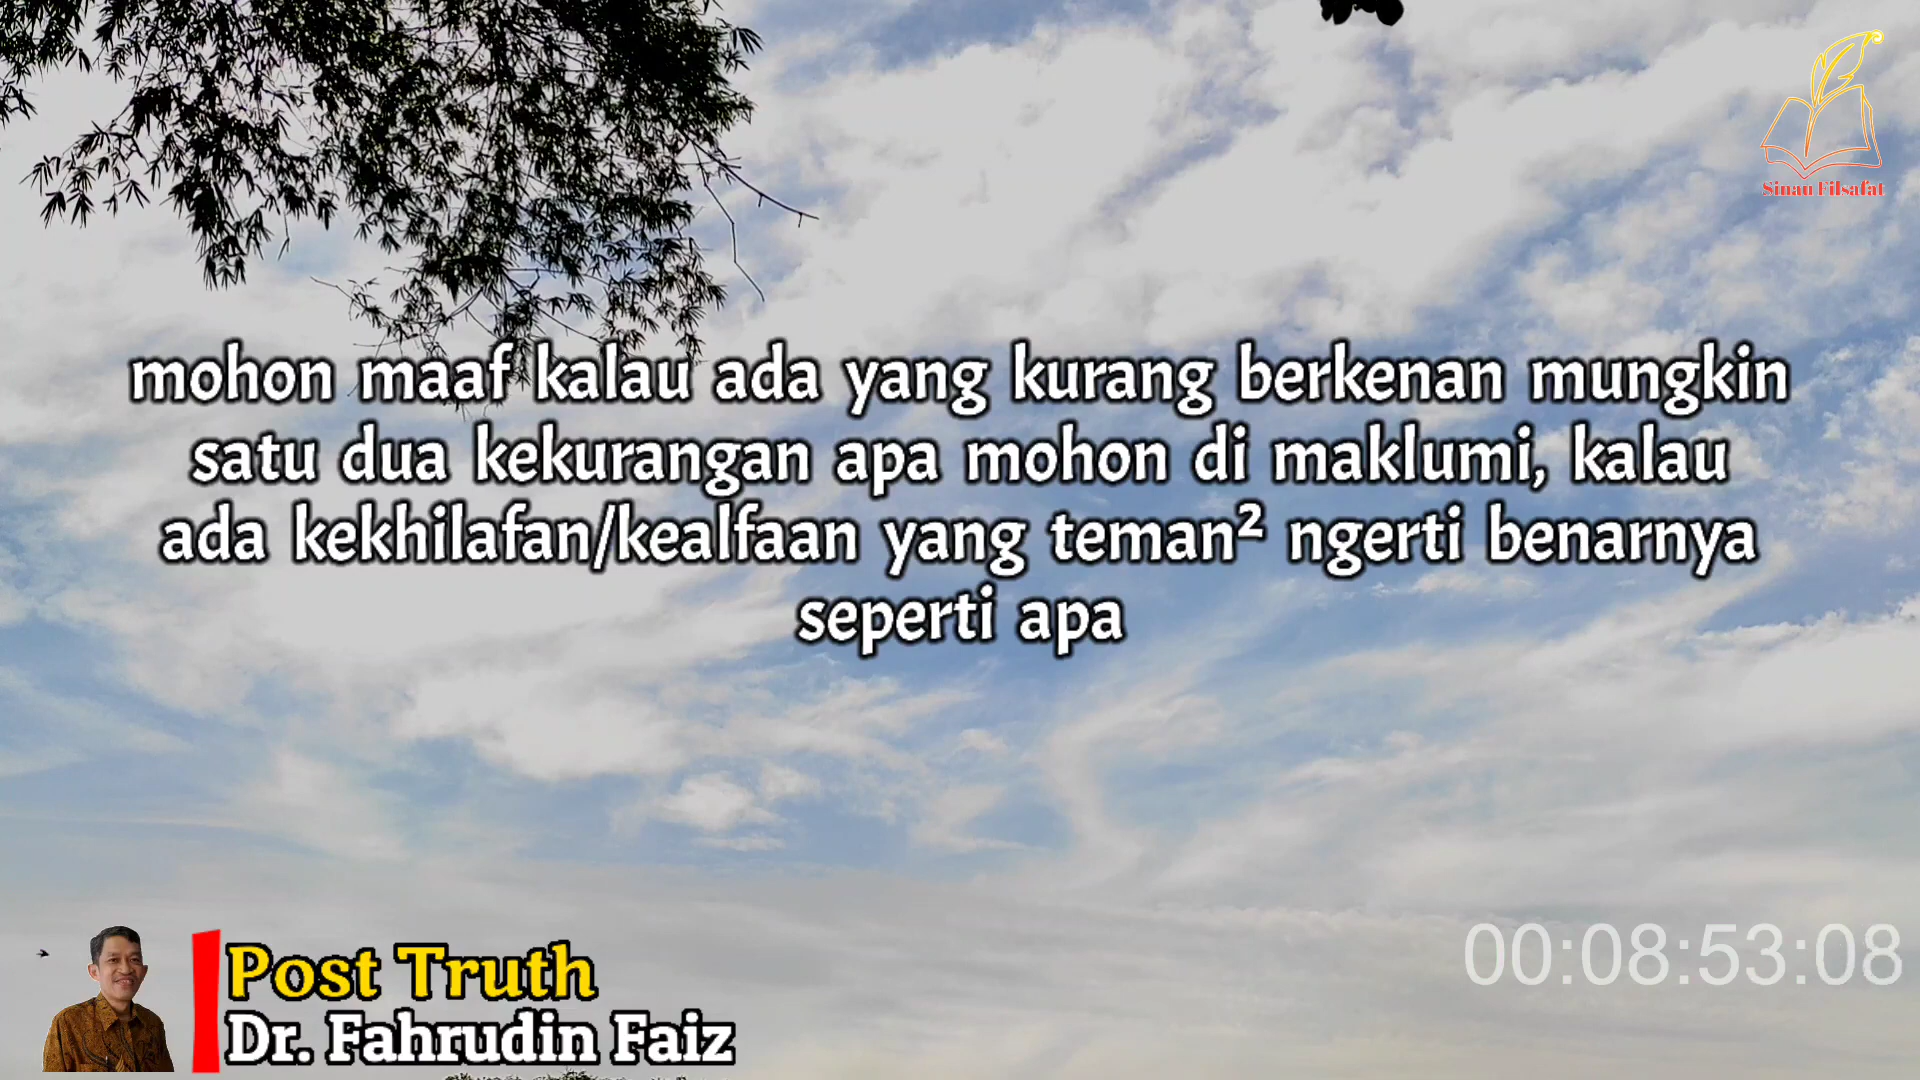 Sinau Filsafat
mohon maaf kalau ada yang kurang berkenan mungkin
satu dua kekurangan apa mohon di maklumi, kalau
ada kekhilafan/kealfaan yang teman² ngerti benarnya
seperti apa
00:08:53:08
Post Truth
Dr. Fahrudin Faiz